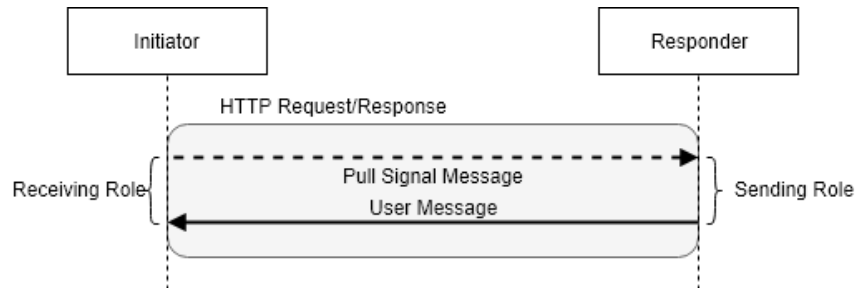 Initiator
Responder
HTTP Request/Response
Pull Signal Message
Receiving Role
Sending Role
User Message